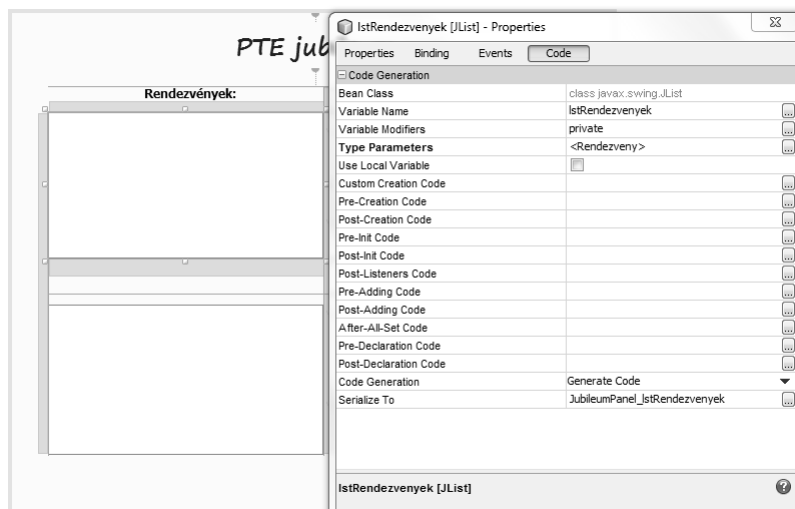 PTE jub
Rendezvények:
lstRendezvenyek [JList] - Properties
Properties Binding Events Code
Code Generation
Bean Class class javax.swing.JList
Variable Name lstRendezvenyek
Variable Modifiers private
Type Parameters <Rendezveny>
Use Local Variable
Custom Creation Code
Pre-Creation Code
Post-Creation Code
Pre-Init Code
Post-Init Code
Post-Listeners Code
Pre-Adding Code
Post-Adding Code
After-All-Set Code
Pre-Declaration Code
Post-Declaration Code
Code Generation Generate Code
Serialize To JubileumPanel_lstRendezvenyek
lstRendezvenyek [JList]